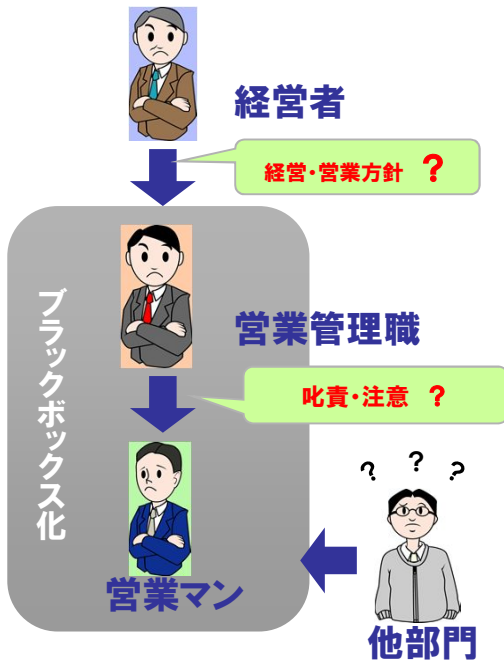 経営者
経営・営業方針 ?
ブラックボックス化
営業管理職
叱責・注意 ?
? ? ?
営業マン
他部門